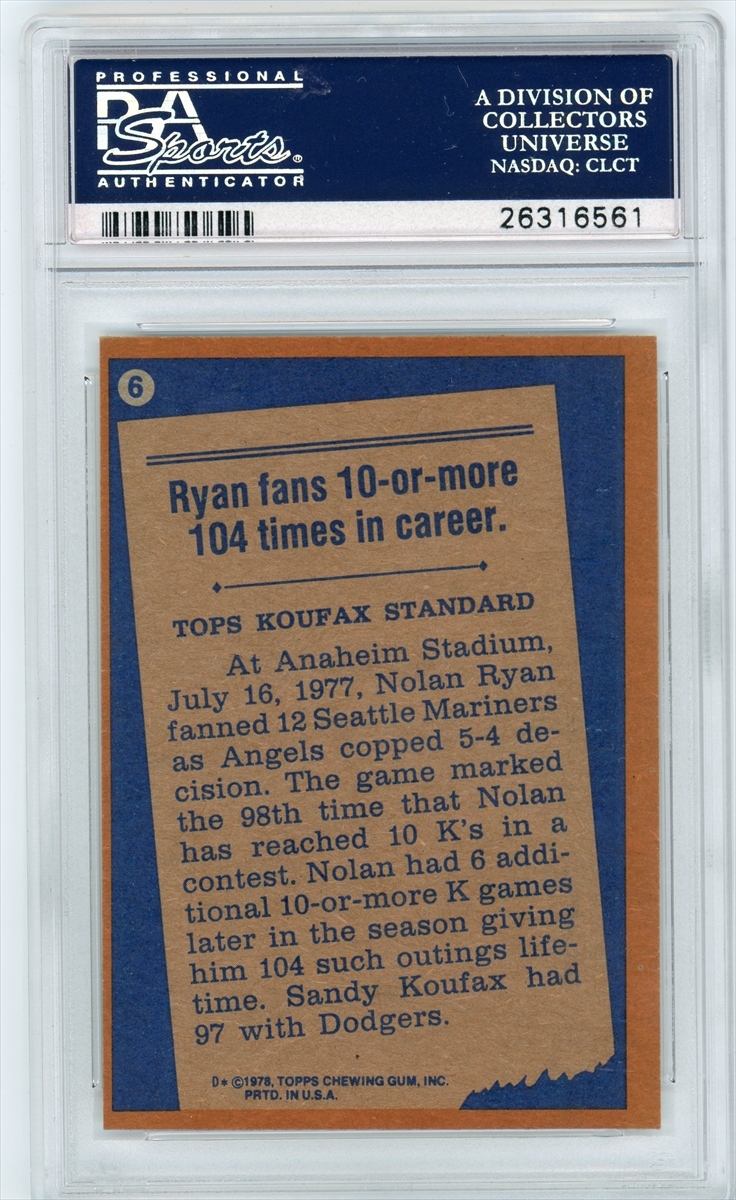 PROFESSIONAL
PSA
Sports®
AUTHENTICATOR
A DIVISION OF
COLLECTORS
UNIVERSE
NASDAQ: CLCT
26316561
6
Ryan fans 10-or-more
104 times in career.
TOPS KOUFAX STANDARD
At Anaheim Stadium,
July 16, 1977, Nolan Ryan
fanned 12 Seattle Mariners
as Angels copped 5-4 de-
cision. The game marked
the 98th time that Nolan
has reached 10 K's in a
contest. Nolan had 6 addi-
tional 10-or-more K games
later in the season giving
him 104 such outings life-
time. Sandy Koufax had
97 with Dodgers.
D* ©1978, TOPPS CHEWING GUM, INC.
PRTD. IN U.S.A.